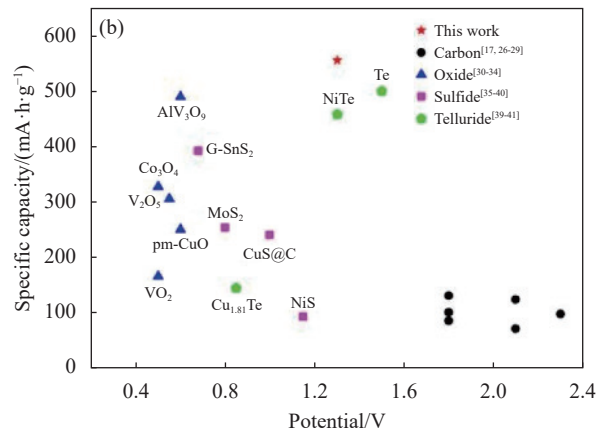 (b)
This work
Carbon[17, 26-29]
Oxide[30-34]
Sulfide[35-40]
Telluride[39-41]
Te
NiTe
AlV₃O₉
G-SnS₂
Co₃O₄
V₂O₅
MoS₂
pm-CuO
CuS@C
VO₂
Cu₁.₈₁Te
NiS
Specific capacity/(mA·h·g⁻¹)
600
500
400
300
200
100
0
0.4 0.8 1.2 1.6 2.0 2.4
Potential/V